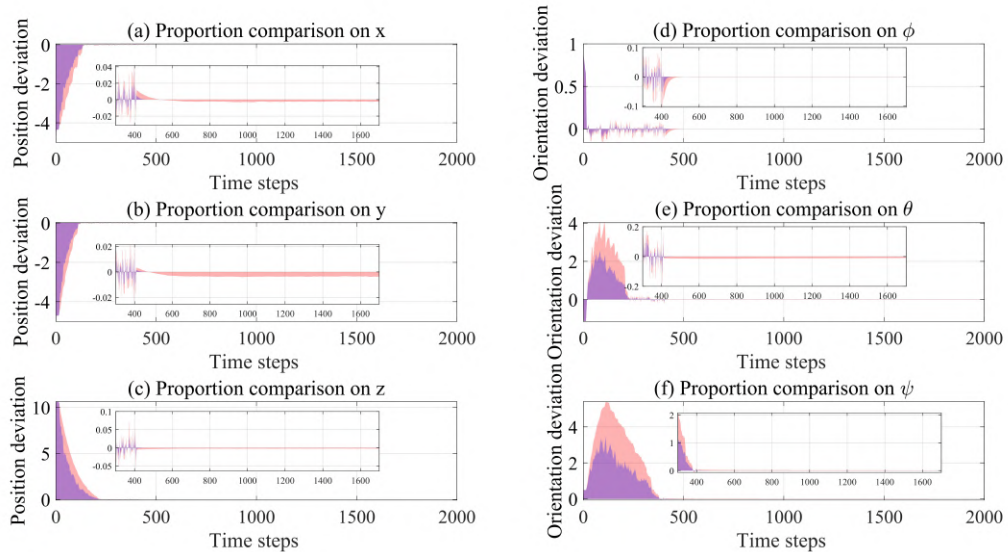 (a) Proportion comparison on x
Position deviation
0
-2
-4
0.04
0.02
0
-0.02
400 600 800 1000 1200 1400 1600
0 500 1000 1500 2000
Time steps
(b) Proportion comparison on y
Position deviation
0
-2
-4
0.02
0
-0.02
400 600 800 1000 1200 1400 1600
0 500 1000 1500 2000
Time steps
(c) Proportion comparison on z
Position deviation
10
5
0
0.1
0.05
0
-0.05
400 600 800 1000 1200 1400 1600
0 500 1000 1500 2000
Time steps
(d) Proportion comparison on ϕ
Orientation deviation
1
0.5
0
0.1
0
-0.1
400 600 800 1000 1200 1400 1600
0 500 1000 1500 2000
Time steps
(e) Proportion comparison on θ
Orientation deviation
4
2
0
0.2
0
-0.2
400 600 800 1000 1200 1400 1600
0 500 1000 1500 2000
Time steps
(f) Proportion comparison on ψ
Orientation deviation
4
2
0
2
1
0
400 600 800 1000 1200 1400 1600
0 500 1000 1500 2000
Time steps